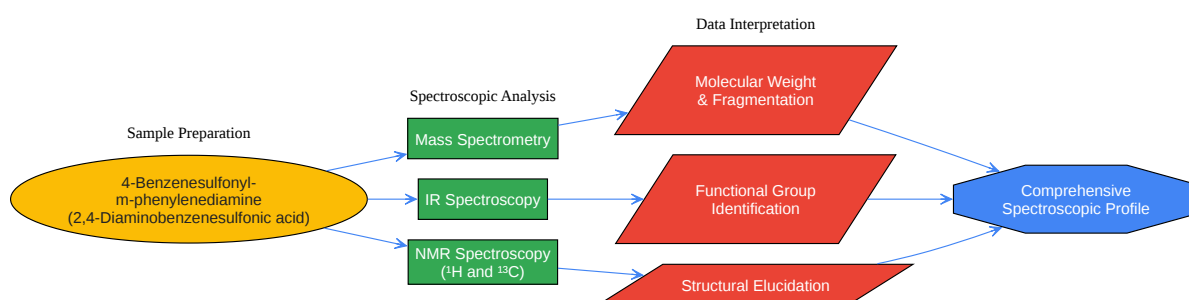 Data Interpretation
Spectroscopic Analysis
Sample Preparation
4-Benzenesulfonyl-
m-phenylenediamine
(2,4-Diaminobenzenesulfonic acid)
Mass Spectrometry
IR Spectroscopy
NMR Spectroscopy
(¹H and ¹³C)
Molecular Weight
& Fragmentation
Functional Group
Identification
Structural Elucidation
Comprehensive
Spectroscopic Profile